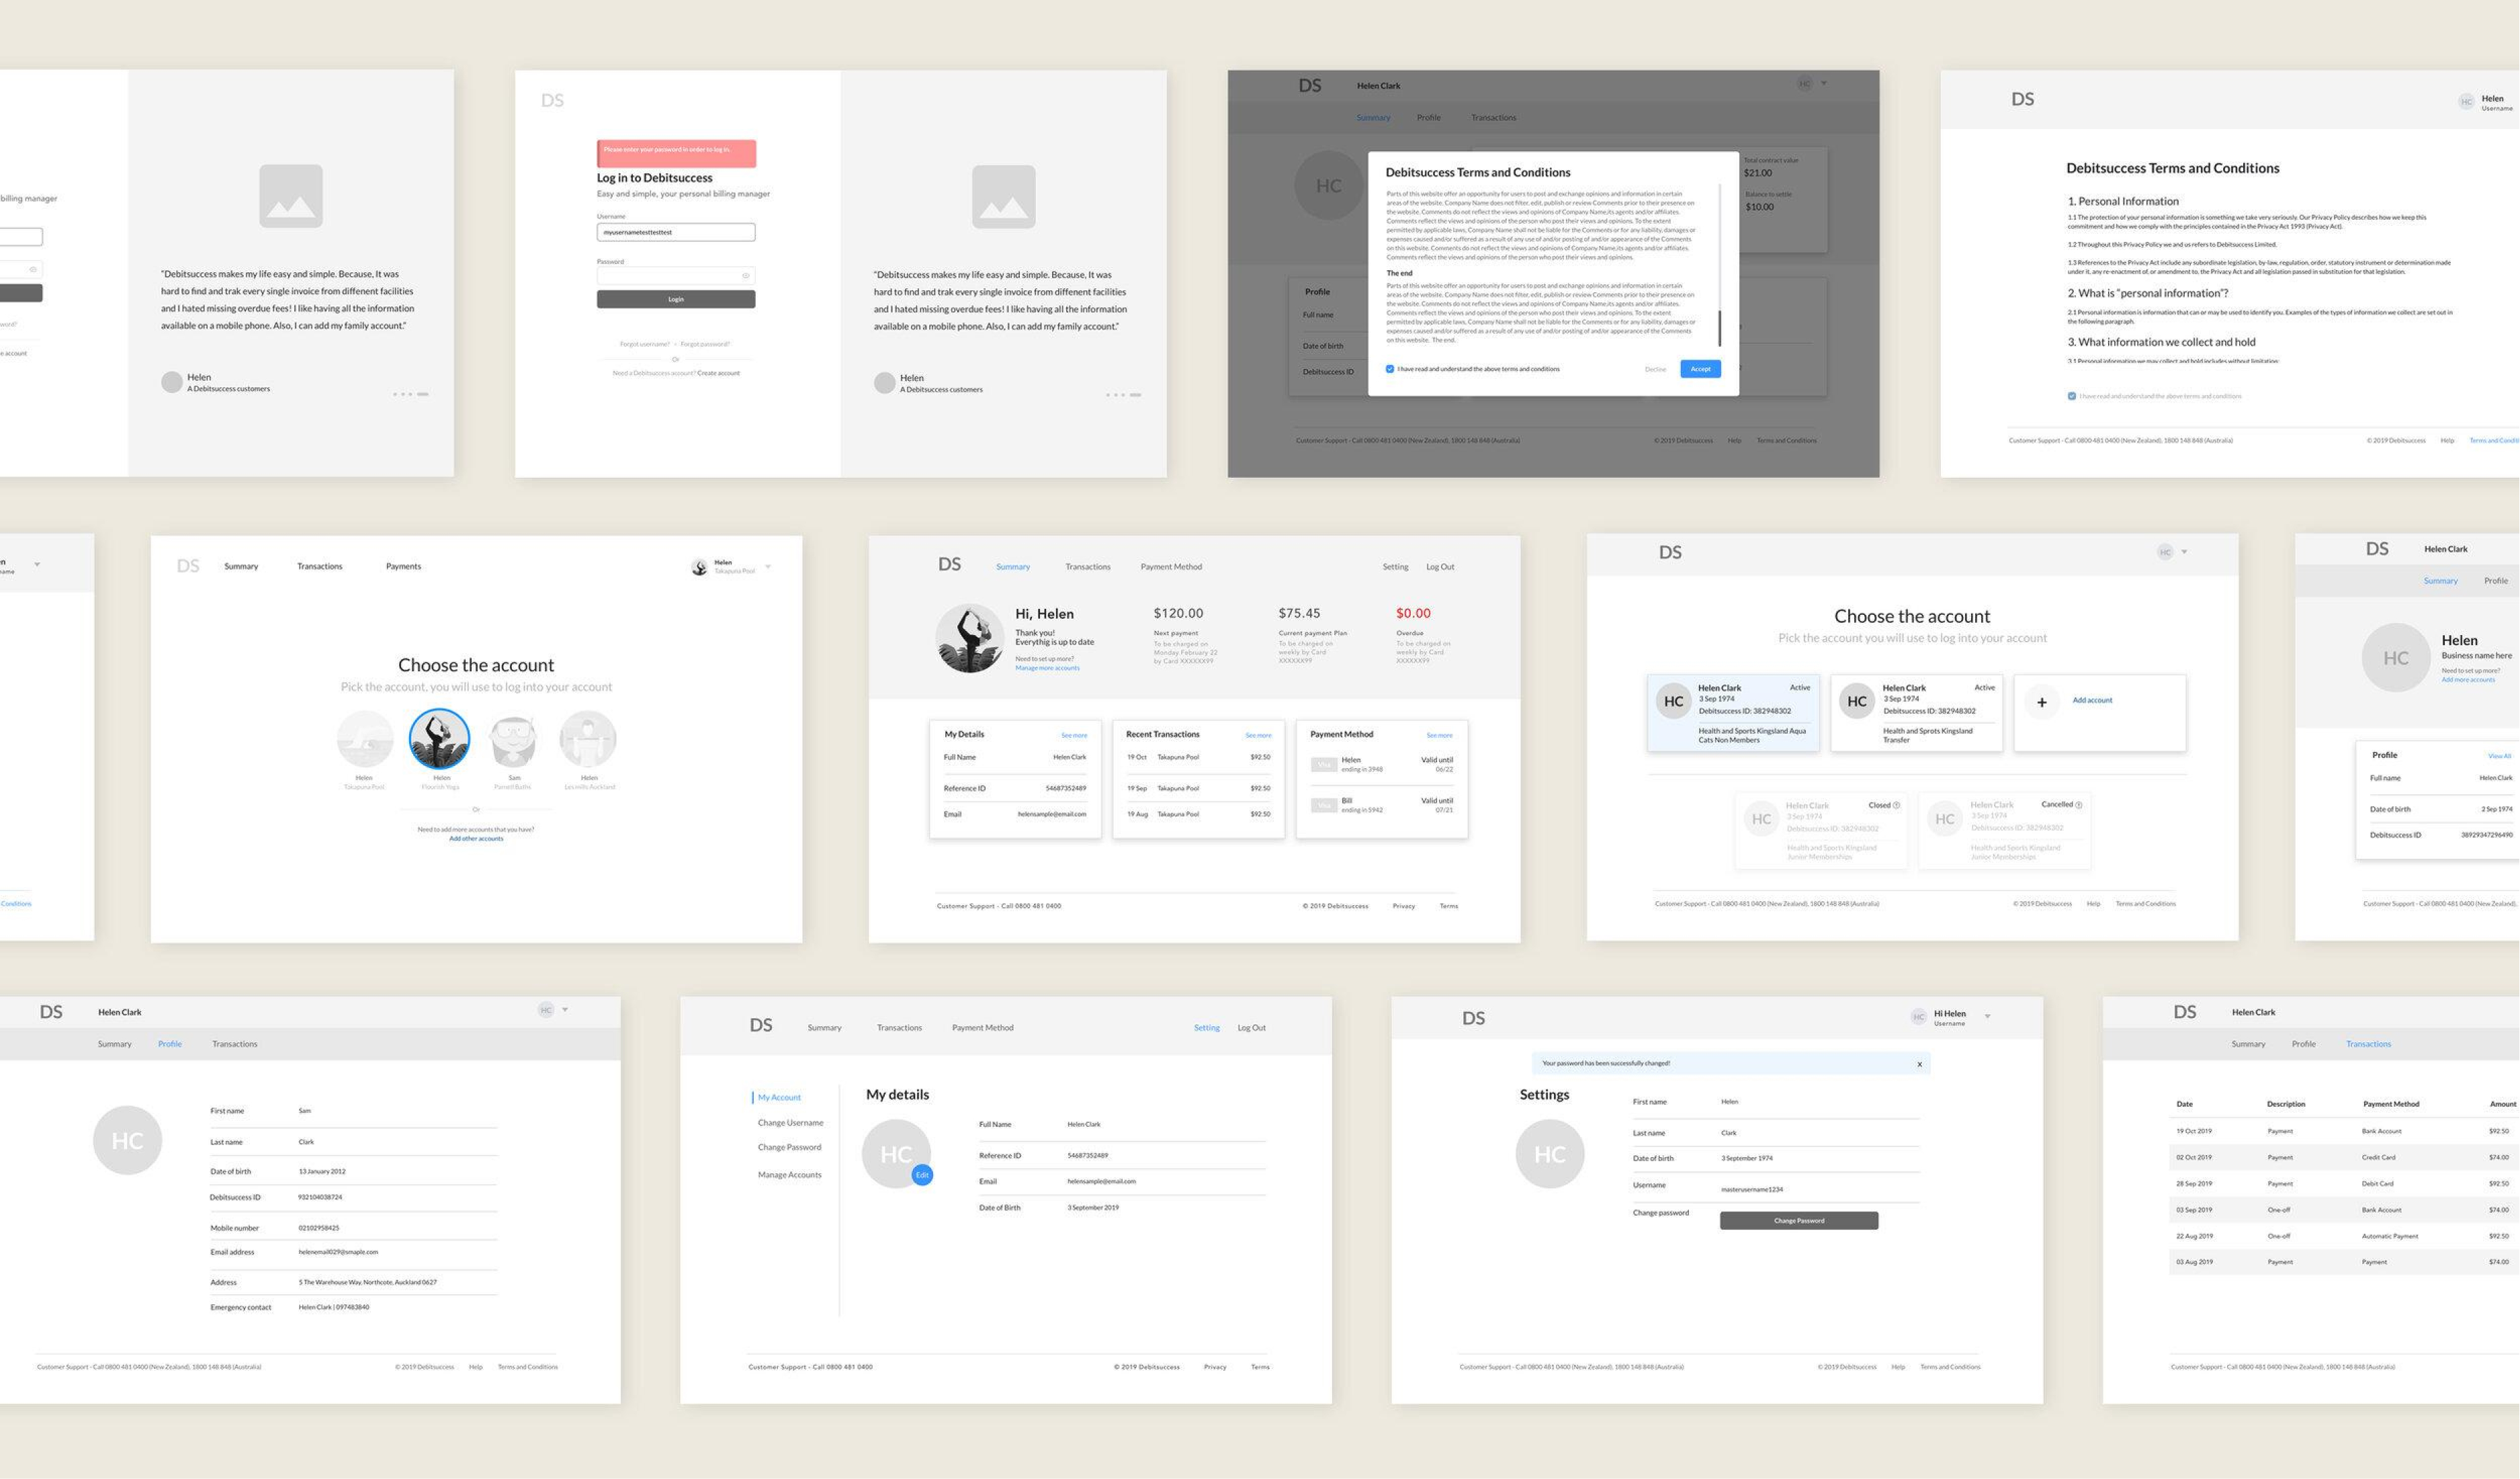 billing manager
word?
e account
"Debitsuccess makes my life easy and simple. Because, It was
hard to find and trak every single invoice from diffenent facilities
and I hated missing overdue fees! I like having all the information
available on a mobile phone. Also, I can add my family account."
Helen
A Debitsuccess customers
DS
Please enter your password in order to log in.
Log in to Debitsuccess
Easy and simple, your personal billing manager
Username
myusernametesttesttest
Password
Login
Forgot username? • Forgot password?
Or
Need a Debitsuccess account? Create account
"Debitsuccess makes my life easy and simple. Because, It was
hard to find and trak every single invoice from diffenent facilities
and I hated missing overdue fees! I like having all the information
available on a mobile phone. Also, I can add my family account."
Helen
A Debitsuccess customers
DS
Helen Clark
HC
Summary
Profile
Transactions
HC
Total contract value
$21.00
Balance to settle
$10.00
Profile
Full name
Date of birth
Debitsuccess ID
Debitsuccess Terms and Conditions
Parts of this website offer an opportunity for users to post and exchange opinions and information in certain
areas of the website. Company Name does not filter, edit, publish or review Comments prior to their presence on
the website. Comments do not reflect the views and opinions of Company Name,its agents and/or affiliates.
Comments reflect the views and opinions of the person who post their views and opinions. To the extent
permitted by applicable laws, Company Name shall not be liable for the Comments or for any liability, damages or
expenses caused and/or suffered as a result of any use of and/or posting of and/or appearance of the Comments
on this website. Comments do not reflect the views and opinions of Company Name,its agents and/or affiliates.
Comments reflect the views and opinions of the person who post their views and opinions.
The end
Parts of this website offer an opportunity for users to post and exchange opinions and information in certain
areas of the website. Company Name does not filter, edit, publish or review Comments prior to their presence on
the website. Comments do not reflect the views and opinions of Company Name,its agents and/or affiliates.
Comments reflect the views and opinions of the person who post their views and opinions. To the extent
permitted by applicable laws, Company Name shall not be liable for the Comments or for any liability, damages or
expenses caused and/or suffered as a result of any use of and/or posting of and/or appearance of the Comments
on this website. The end.
I have read and understand the above terms and conditions
Decline
Accept
Customer Support - Call 0800 481 0400 (New Zealand), 1800 148 848 (Australia)
© 2019 Debitsuccess
Help
Terms and Conditions
DS
HC
Helen
Username
Debitsuccess Terms and Conditions
1. Personal Information
1.1 The protection of your personal information is something we take very seriously. Our Privacy Policy describes how we keep this
commitment and how we comply with the principles contained in the Privacy Act 1993 (Privacy Act).
1.2 Throughout this Privacy Policy we and us refers to Debitsuccess Limited.
1.3 References to the Privacy Act include any subordinate legislation, by-law, regulation, order, statutory instrument or determination made
under it, any re-enactment of, or amendment to, the Privacy Act and all legislation passed in substitution for that legislation.
2. What is "personal information"?
2.1 Personal information is information that can or may be used to identify you. Examples of the types of information we collect are set out in
the following paragraph.
3. What information we collect and hold
3.1 Personal information we may collect and hold includes without limitation:
I have read and understand the above terms and conditions
Customer Support - Call 0800 481 0400 (New Zealand), 1800 148 848 (Australia)
© 2019 Debitsuccess
Help
Terms and Conditi
n
name
Conditions
DS
Summary
Transactions
Payments
Helen
Takapuna Pool
Choose the account
Pick the account, you will use to log into your account
Helen
Takapuna Pool
Helen
Flourish Yoga
Sam
Parnell Baths
Helen
Les mills Auckland
Or
Need to add more accounts that you have?
Add other accounts
DS
Summary
Transactions
Payment Method
Setting
Log Out
Hi, Helen
Thank you!
Everythig is up to date
Need to set up more?
Manage more accounts
$120.00
Next payment
To be charged on
Monday February 22
by Card XXXXXX99
$75.45
Current payment Plan
To be charged on
weekly by Card
XXXXXX99
$0.00
Overdue
To be charged on
weekly by Card
XXXXXX99
My Details
See more
Full Name
Helen Clark
Reference ID
54687352489
Email
helensample@email.com
Recent Transactions
See more
19 Oct Takapuna Pool $92.50
19 Sep Takapuna Pool $92.50
19 Aug Takapuna Pool $92.50
Payment Method
See more
Visa
Helen
ending in 3948
Valid until
06/22
Visa
Bill
ending in 5942
Valid until
07/21
Customer Support - Call 0800 481 0400
© 2019 Debitsuccess
Privacy
Terms
DS
HC
Choose the account
Pick the account you will use to log into your account
HC
Helen Clark
Active
3 Sep 1974
Debitsuccess ID: 382948302
Health and Sports Kingsland Aqua
Cats Non Members
HC
Helen Clark
Active
3 Sep 1974
Debitsuccess ID: 382948302
Health and Sprots Kingsland
Transfer
+
Add account
HC
Helen Clark
Closed ?
3 Sep 1974
Debitsuccess ID: 382948302
Health and Sports Kingsland
Junior Memberships
HC
Helen Clark
Cancelled ?
3 Sep 1974
Debitsuccess ID: 382948302
Health and Sports Kingsland
Junior Memberships
Customer Support - Call 0800 481 0400 (New Zealand), 1800 148 848 (Australia)
© 2019 Debitsuccess
Help
Terms and Conditions
DS
Helen Clark
Summary
Profile
HC
Helen
Business name here
Need to set up more?
Add more accounts
Profile
View All
Full name
Helen Clark
Date of birth
2 Sep 1974
Debitsuccess ID
38929347296490
Customer Support - Call 0800 481 0400 (New Zealand),
DS
Helen Clark
HC
Summary
Profile
Transactions
HC
First name Sam
Last name Clark
Date of birth 13 January 2012
Debitsuccess ID 932104038724
Mobile number 02102958425
Email address helenemail029@smaple.com
Address 5 The Warehouse Way, Northcote, Auckland 0627
Emergency contact Helen Clark | 097483840
Customer Support - Call 0800 481 0400 (New Zealand), 1800 148 848 (Australia)
© 2019 Debitsuccess
Help
Terms and Conditions
DS
Summary
Transactions
Payment Method
Setting
Log Out
My Account
Change Username
Change Password
Manage Accounts
My details
HC
Edit
Full Name Helen Clark
Reference ID 54687352489
Email helensample@email.com
Date of Birth 3 September 2019
Customer Support - Call 0800 481 0400
© 2019 Debitsuccess
Privacy
Terms
DS
HC
Hi Helen
Username
Your password has been successfully changed!
x
Settings
HC
First name Helen
Last name Clark
Date of birth 3 September 1974
Username masterusername1234
Change password
Change Password
Customer Support - Call 0800 481 0400 (New Zealand), 1800 148 848 (Australia)
© 2019 Debitsuccess
Help
Terms and Conditions
DS
Helen Clark
Summary
Profile
Transactions
Date Description Payment Method Amount
19 Oct 2019 Payment Bank Account $92.50
02 Oct 2019 Payment Credit Card $74.00
28 Sep 2019 Payment Debit Card $92.50
03 Sep 2019 One-off Bank Account $74.00
22 Aug 2019 One-off Automatic Payment $92.50
03 Aug 2019 Payment Payment $74.00
Customer Support - Call 0800 481 0400 (New Zealand), 1800 148 848 (Australia)